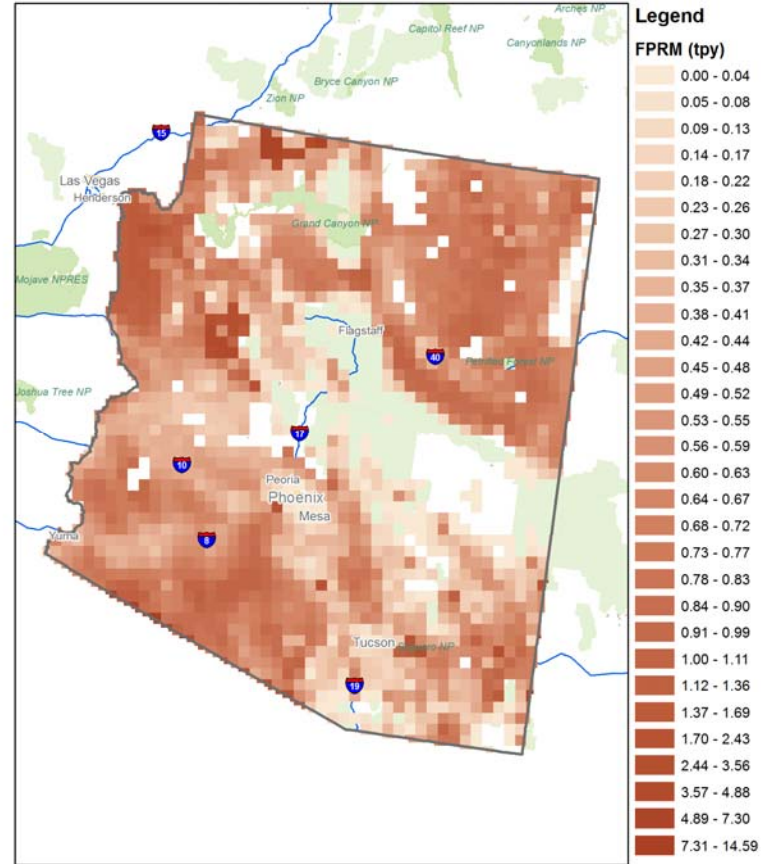 Arches NP
Capitol Reef NP
Canyonlands NP
Bryce Canyon NP
Zion NP
15
Las Vegas
Henderson
Grand Canyon NP
Mojave NPRES
Flagstaff
40
Petrified Forest NP
Joshua Tree NP
17
10
Peoria
Phoenix
Mesa
Yuma
8
Tucson
Saguaro NP
19
Legend
FPRM (tpy)
0.00 - 0.04
0.05 - 0.08
0.09 - 0.13
0.14 - 0.17
0.18 - 0.22
0.23 - 0.26
0.27 - 0.30
0.31 - 0.34
0.35 - 0.37
0.38 - 0.41
0.42 - 0.44
0.45 - 0.48
0.49 - 0.52
0.53 - 0.55
0.56 - 0.59
0.60 - 0.63
0.64 - 0.67
0.68 - 0.72
0.73 - 0.77
0.78 - 0.83
0.84 - 0.90
0.91 - 0.99
1.00 - 1.11
1.12 - 1.36
1.37 - 1.69
1.70 - 2.43
2.44 - 3.56
3.57 - 4.88
4.89 - 7.30
7.31 - 14.59